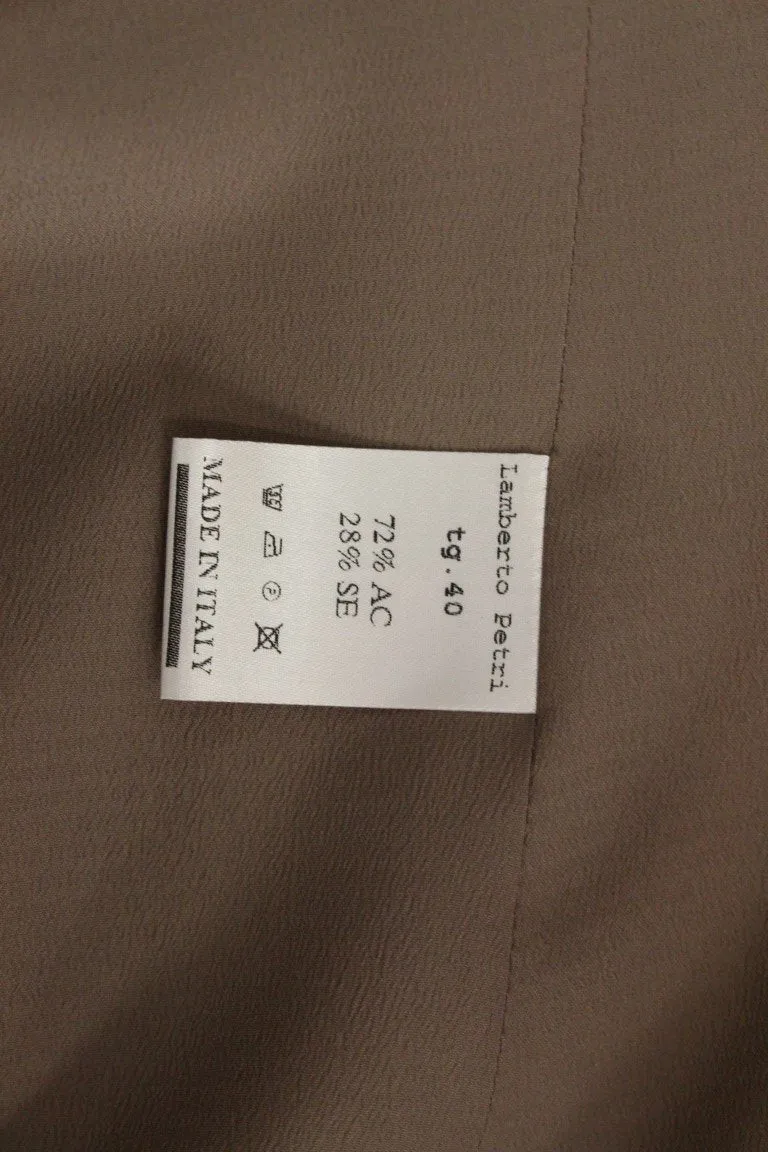 Lamberto Petri
tg.40
72% AC
28% SE
P
MADE IN ITALY